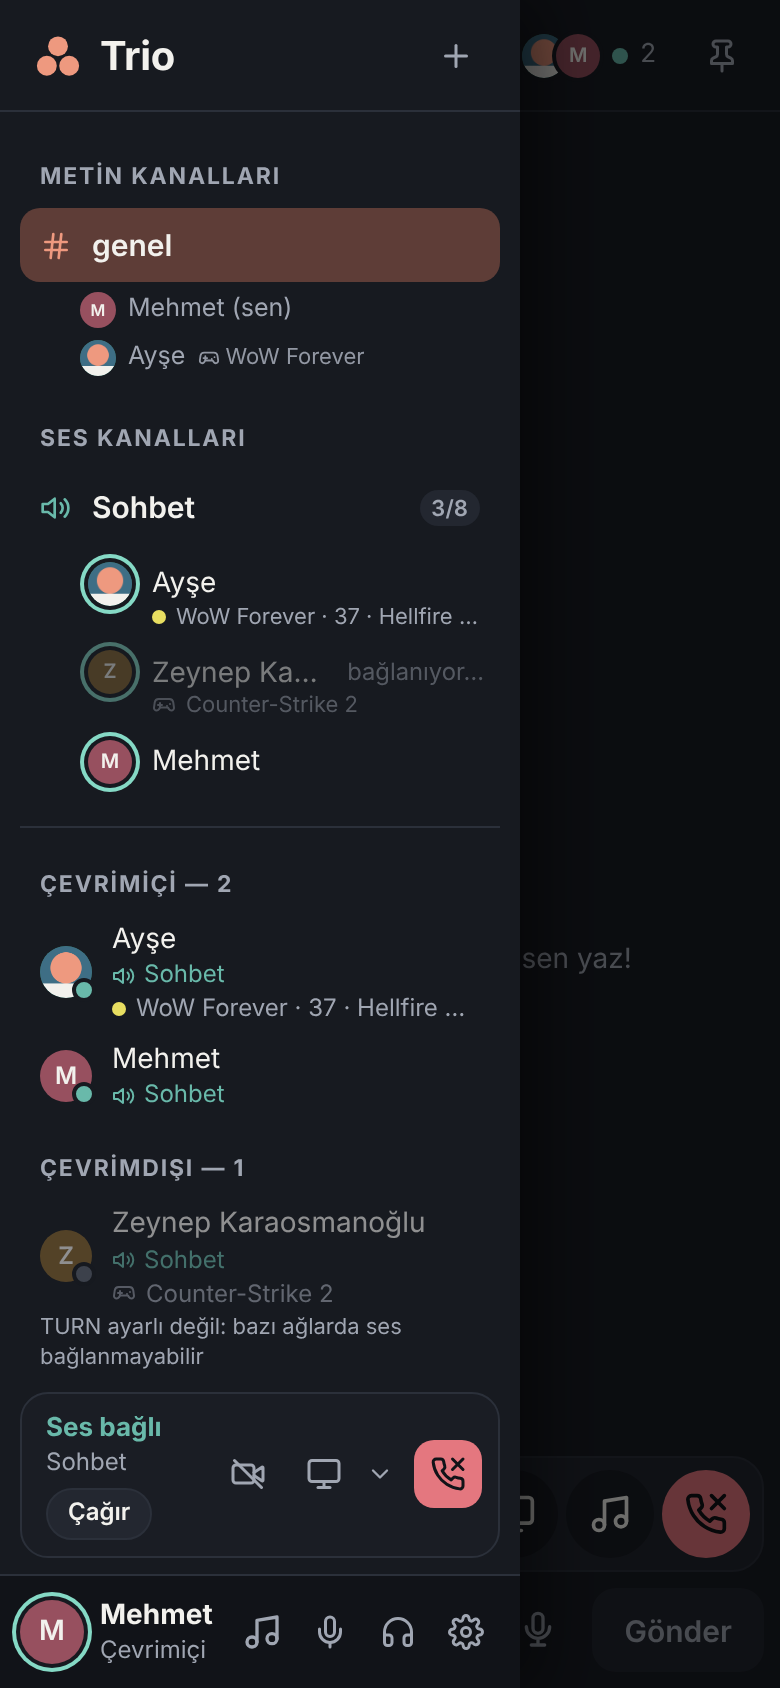 Trio
M
2
METİN KANALLARI
genel
M Mehmet (sen)
Ayşe WoW Forever
SES KANALLARI
Sohbet 3/8
Ayşe
WoW Forever · 37 · Hellfire ...
Z Zeynep Ka... bağlanıyor...
Counter-Strike 2
M Mehmet
ÇEVRİMİÇİ — 2
Ayşe
Sohbet
WoW Forever · 37 · Hellfire ...
sen yaz!
M Mehmet
Sohbet
ÇEVRİMDIŞI — 1
Zeynep Karaosmanoğlu
Z Sohbet
Counter-Strike 2
TURN ayarlı değil: bazı ağlarda ses
bağlanmayabilir
Ses bağlı
Sohbet
Çağır
M Mehmet
Çevrimiçi
Gönder